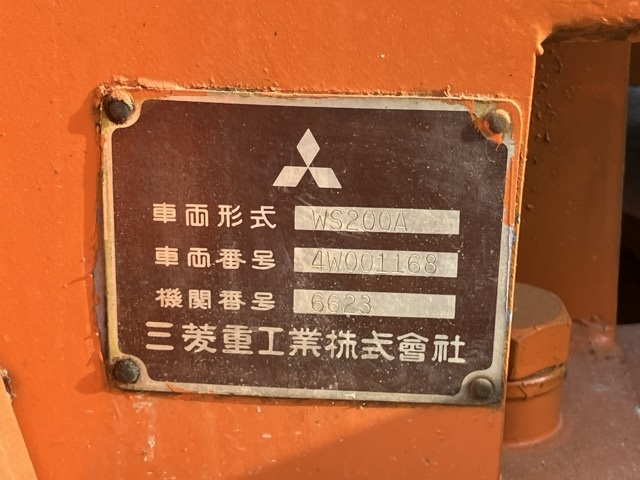 車両形式 WS200A
車両番号 4W001168
機関番号 6623
三菱重工業株式會社